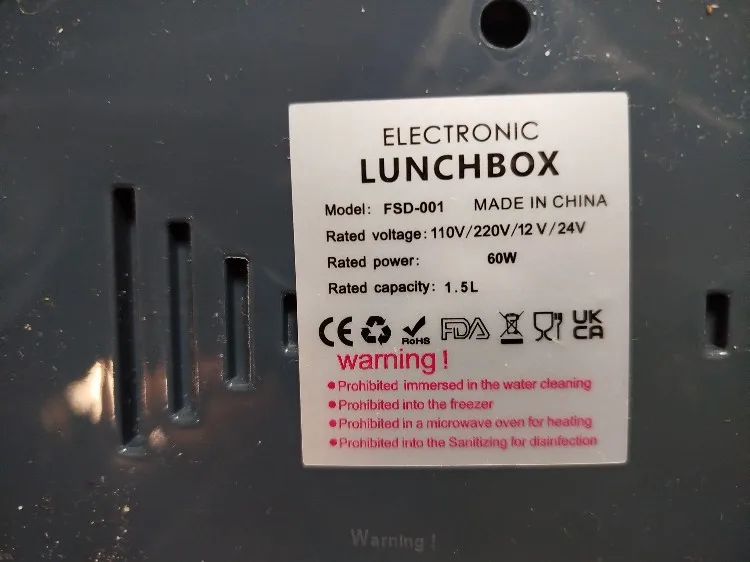 ELECTRONIC
LUNCHBOX
Model: FSD-001 MADE IN CHINA
Rated voltage: 110V/220V/12V/24V
Rated power: 60W
Rated capacity: 1.5L
CE RoHS FDA UK CA
warning!
Prohibited immersed in the water cleaning
Prohibited into the freezer
Prohibited in a microwave oven for heating
Prohibited into the Sanitizing for disinfection
Warning!